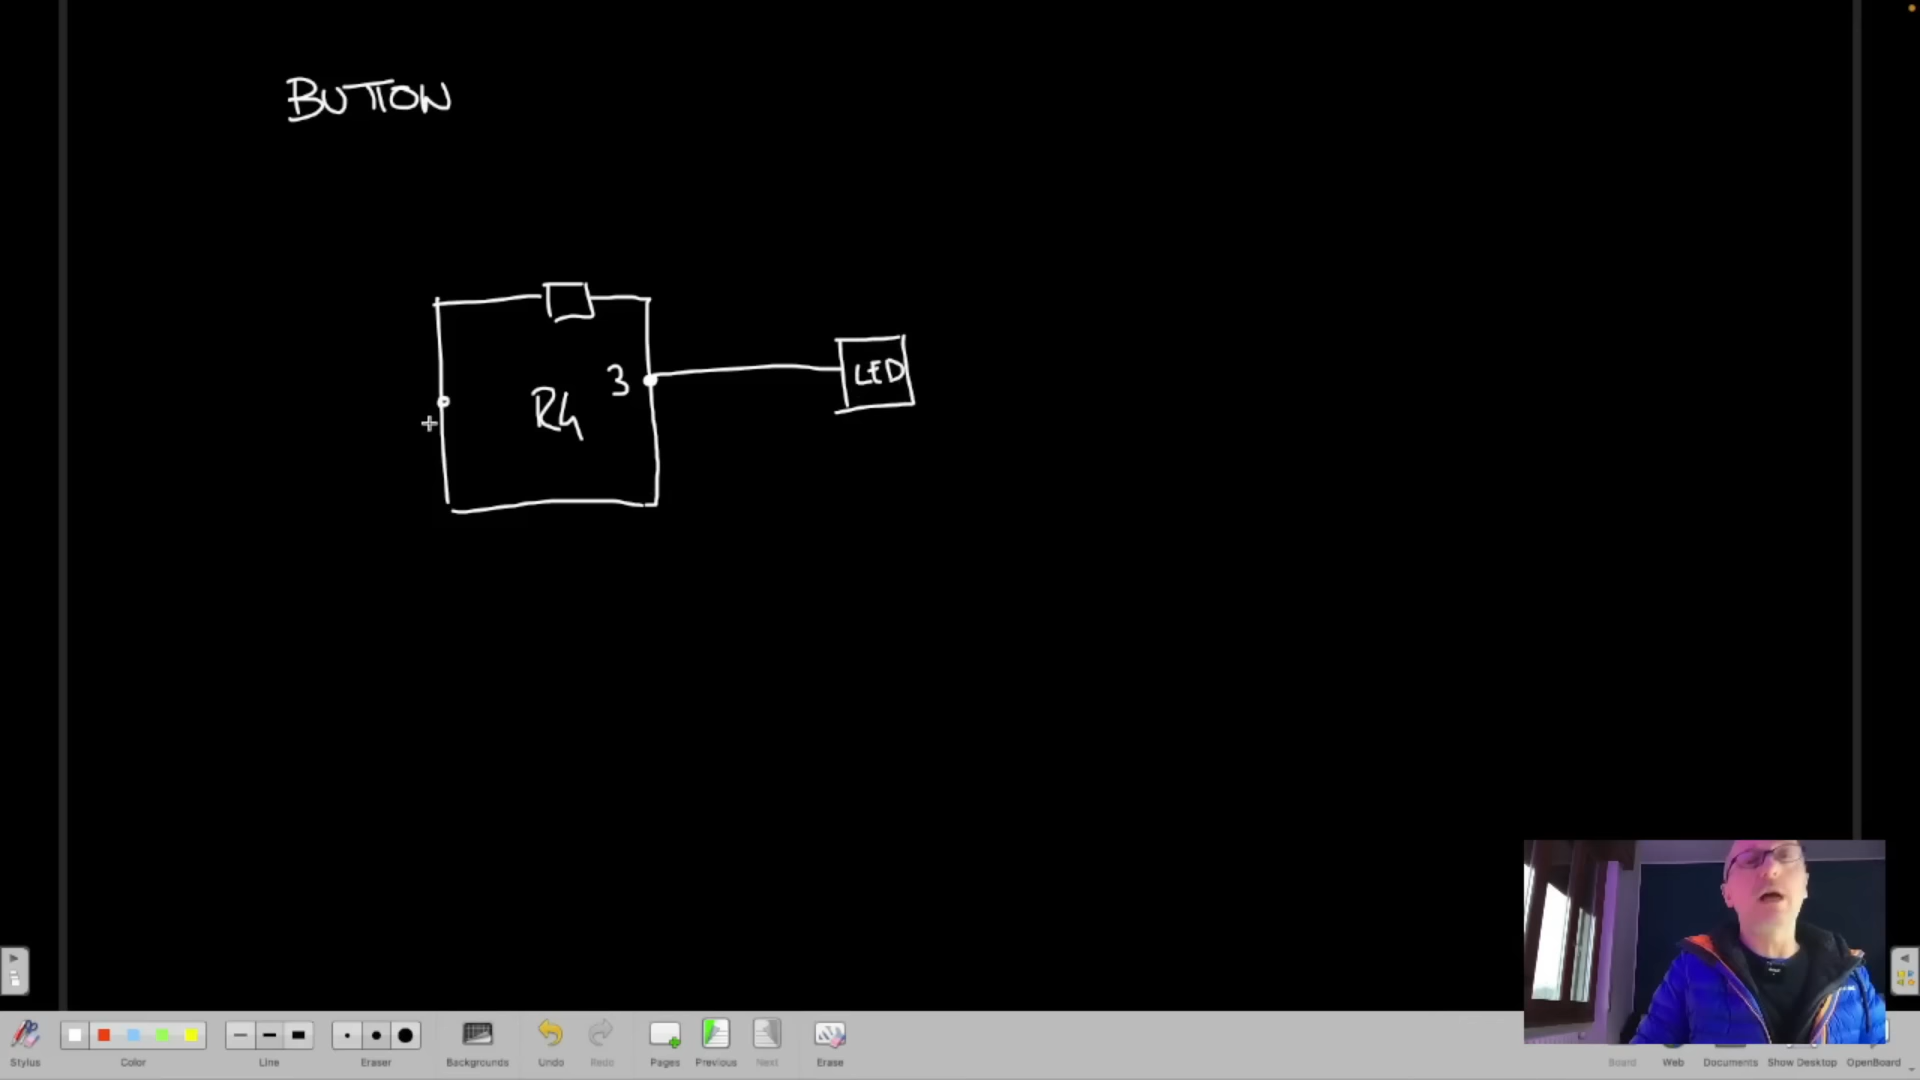 BUTTON
3
LED
R4
Stylus
Color
Line
Eraser
Backgrounds
Undo
Redo
Pages
Previous
Next
Erase
Board
Web
Documents
Show Desktop
OpenBoard